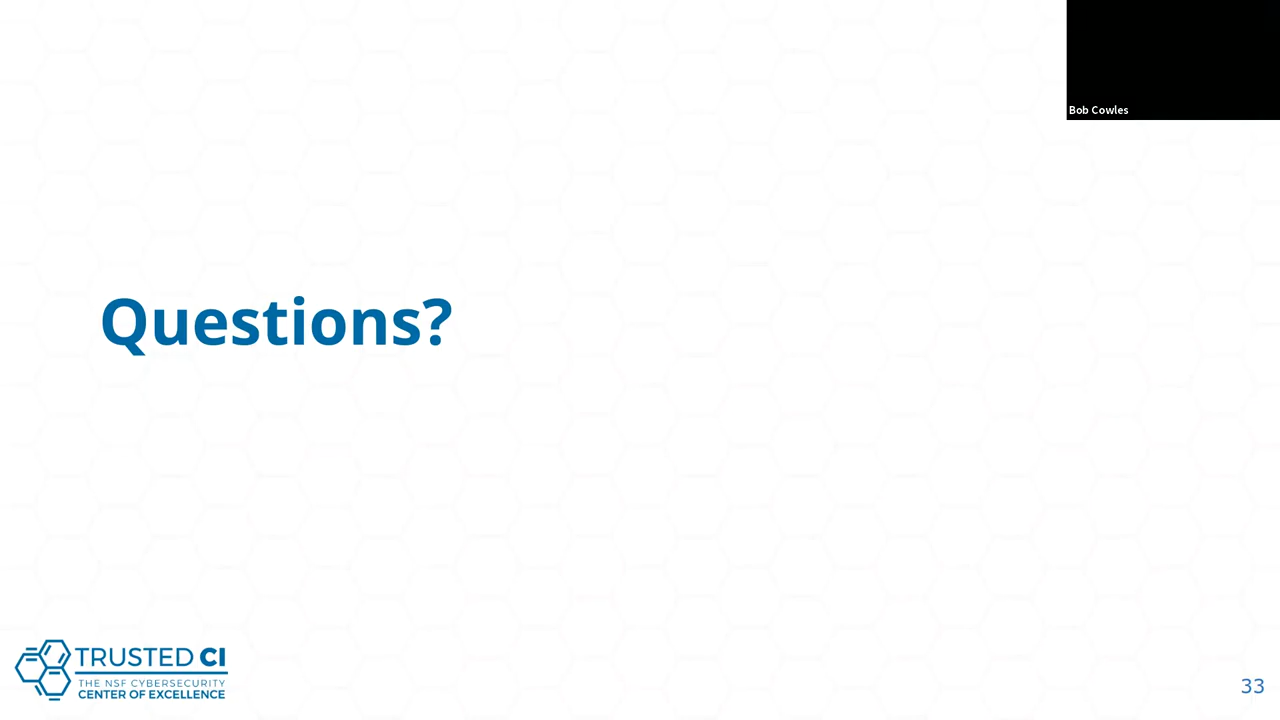 Bob Cowles
Questions?
TRUSTED CI
THE NSF CYBERSECURITY
CENTER OF EXCELLENCE
33